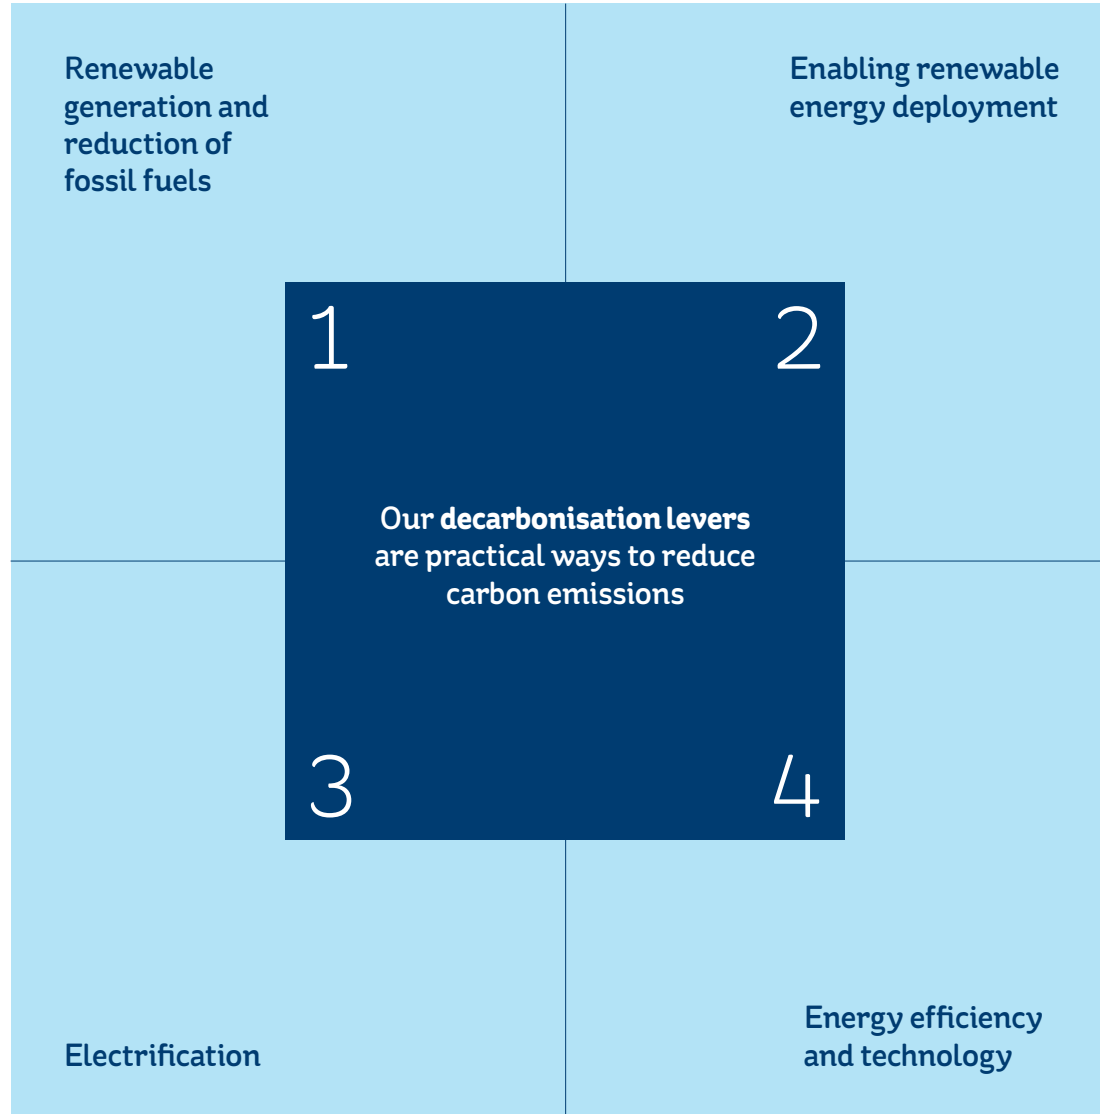 Renewable
generation and
reduction of
fossil fuels
Enabling renewable
energy deployment
1
2
Our decarbonisation levers
are practical ways to reduce
carbon emissions
3
4
Electrification
Energy efficiency
and technology